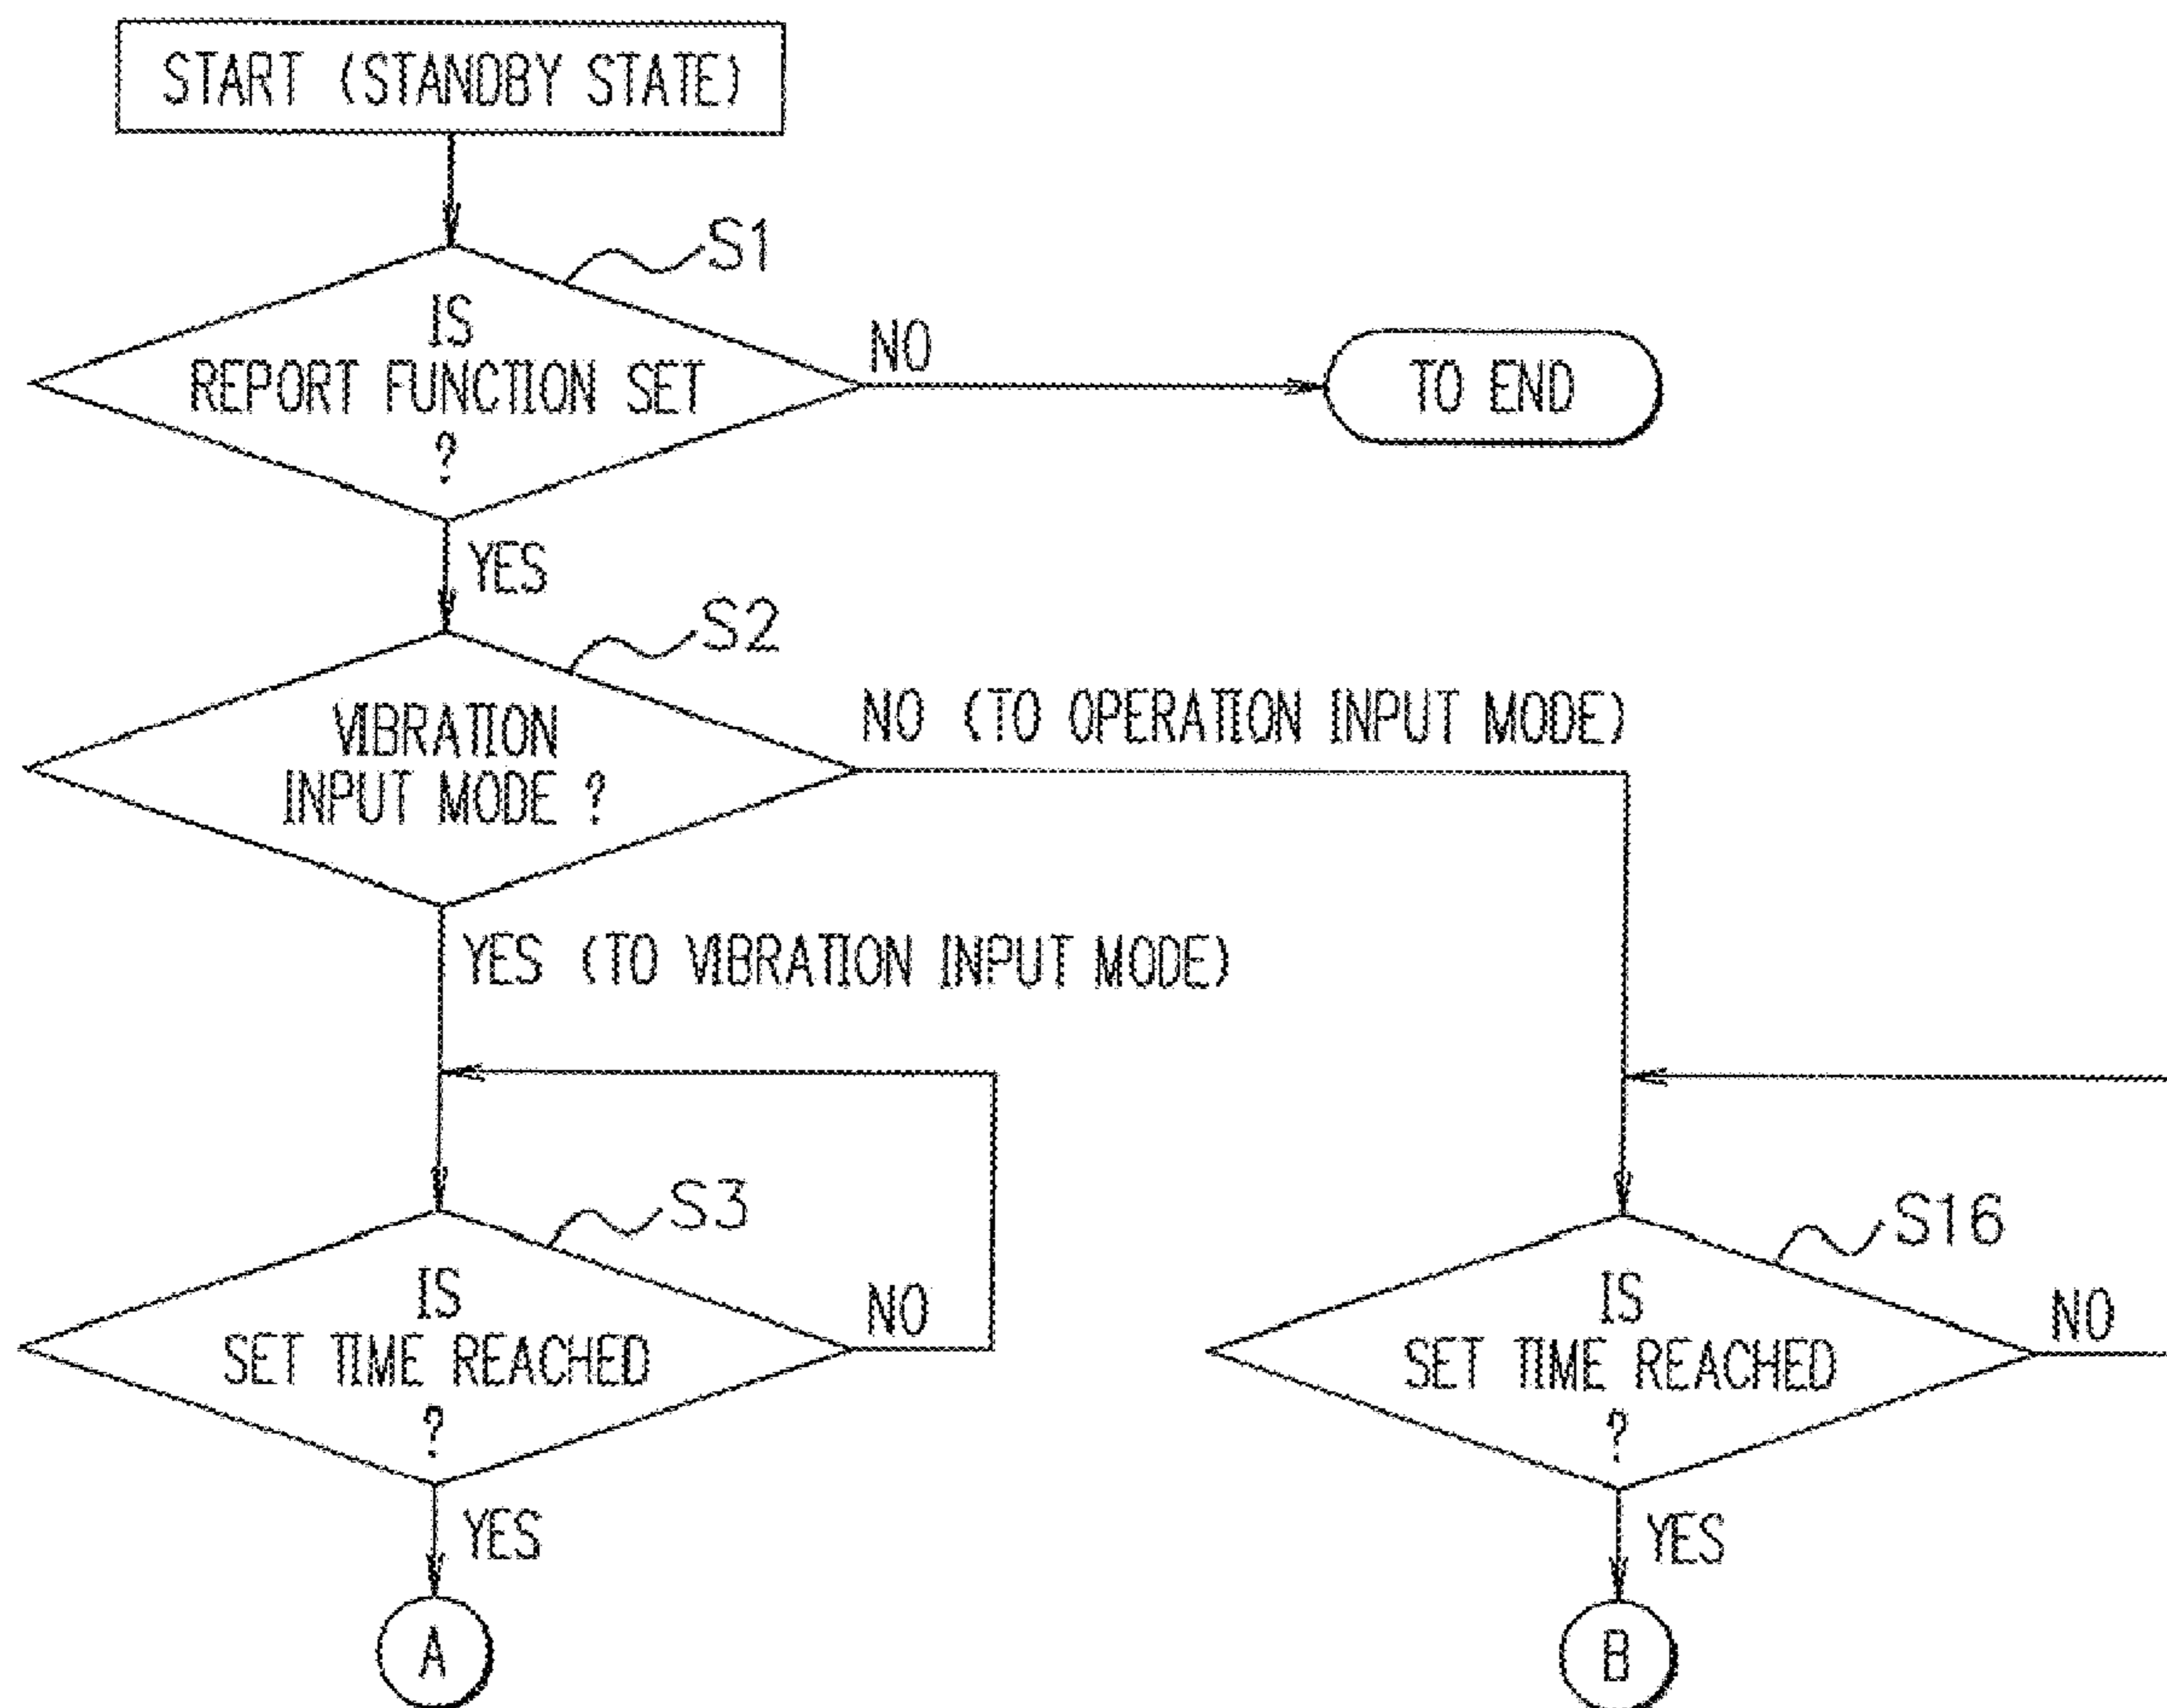 START (STANDBY STATE)
S1
IS
REPORT FUNCTION SET
?
NO
TO END
YES
S2
VIBRATION
INPUT MODE ?
NO (TO OPERATION INPUT MODE)
YES (TO VIBRATION INPUT MODE)
S3
IS
SET TIME REACHED
?
NO
YES
A
S16
IS
SET TIME REACHED
?
NO
YES
B